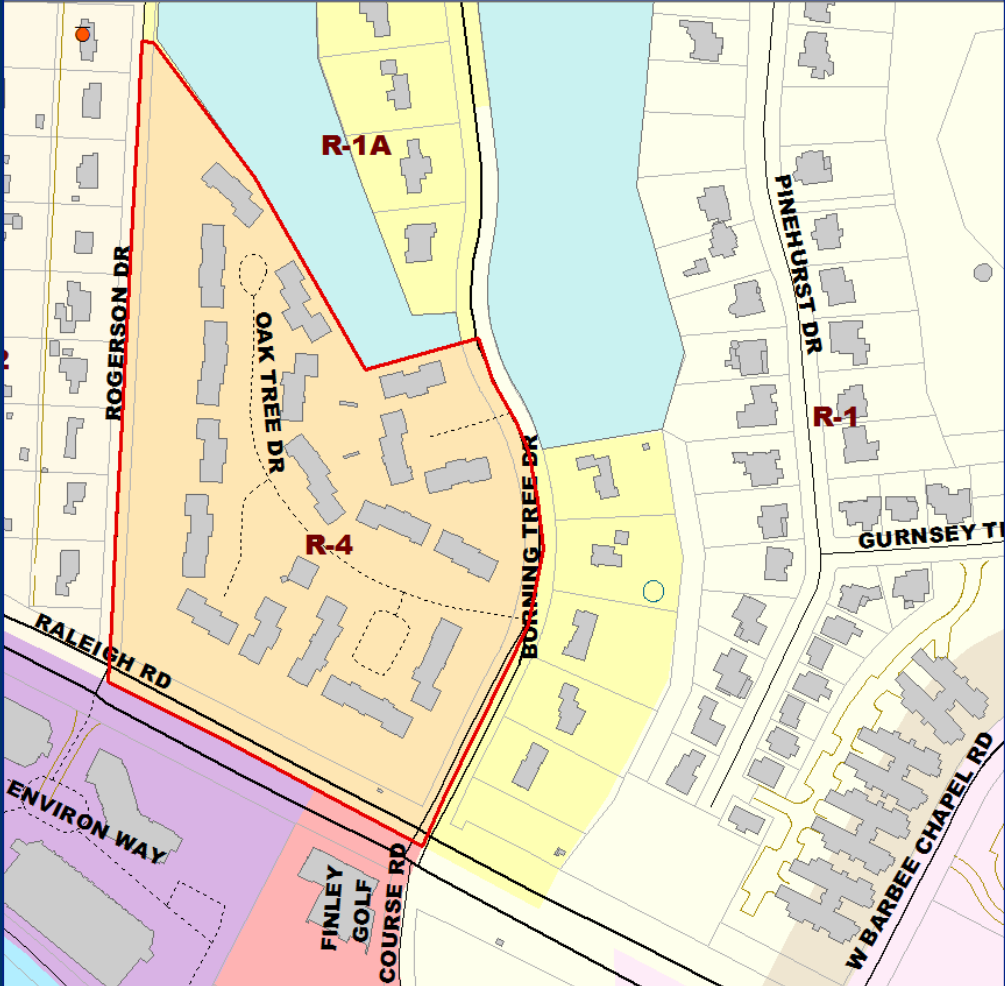 R-1A
PINEHURST DR
ROGERSON DR
OAK TREE DR
2
R-1
BURNING TREE DR
GURNSEY T
R-4
RALEIGH RD
ENVIRON WAY
W BARBEE CHAPEL RD
FINLEY
GOLF
COURSE RD